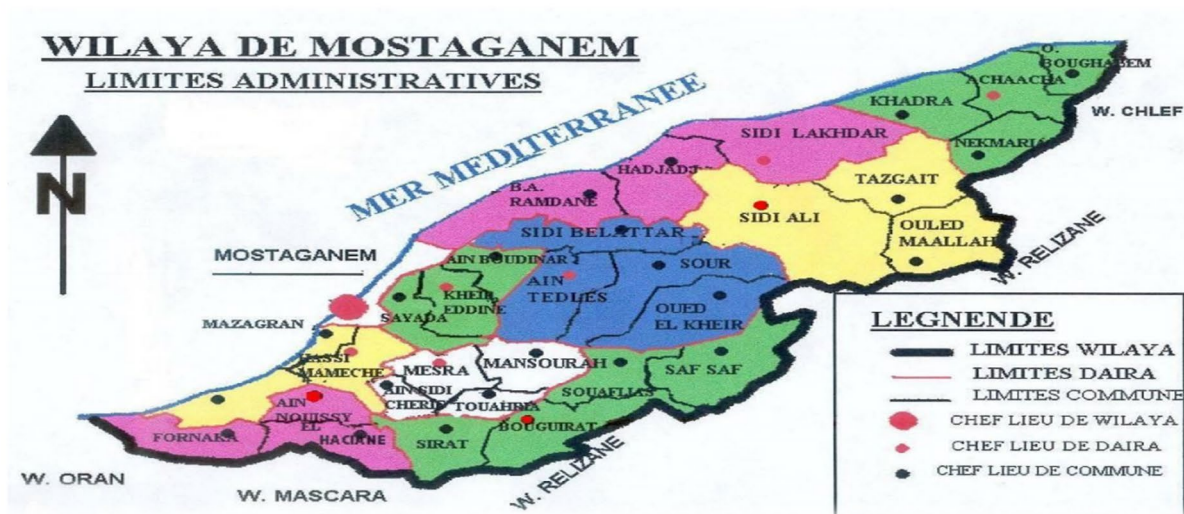 WILAYA DE MOSTAGANEM
LIMITES ADMINISTRATIVES
N
MER MEDITERRANEE
O.
BOUGHALEM
ACHAACHA
KHADRA
W. CHLEF
SIDI LAKHDAR
NEKMARIA
HADJADJ
TAZGAIT
B.A.
RAMDANE
SIDI ALI
OULED
MAALLAH
SIDI BELATTAR
W. RELIZANE
MOSTAGANEM
AIN BOUDINAR
SOUR
AIN
TEDLES
KHEIR
EDDINE
OUED
EL KHEIR
SAYADA
MAZAGRAN
HASSI
MAMECHE
MESRA
MANSOURAH
SAF SAF
AIN SIDI
CHERIF
SOUAFLIAS
TOUAHRIA
AIN
NOUISSY
BOUGUIRAT
FORNAKA
EL
HACIANE
SIRAT
W. ORAN
W. MASCARA
W. RELIZANE
LEGNENDE
LIMITES WILAYA
LIMITES DAIRA
LIMITES COMMUNE
CHEF LIEU DE WILAYA
CHEF LIEU DE DAIRA
CHEF LIEU DE COMMUNE